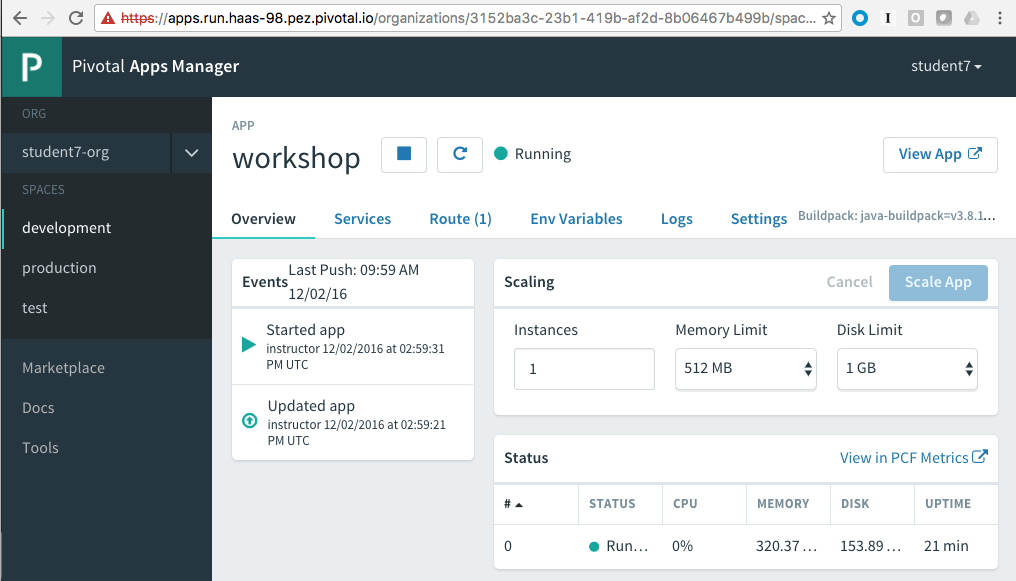 https://apps.run.haas-98.pez.pivotal.io/organizations/3152ba3c-23b1-419b-af2d-8b06467b499b/spac...
P Pivotal Apps Manager student7
ORG
student7-org
SPACES
development
production
test
Marketplace
Docs
Tools
APP
workshop Running View App
Overview Services Route (1) Env Variables Logs Settings Buildpack: java-buildpack=v3.8.1...
Events Last Push: 09:59 AM
12/02/16
Started app
instructor 12/02/2016 at 02:59:31
PM UTC
Updated app
instructor 12/02/2016 at 02:59:21
PM UTC
Scaling Cancel Scale App
Instances Memory Limit Disk Limit
1 512 MB 1 GB
Status View in PCF Metrics
# STATUS CPU MEMORY DISK UPTIME
0 Run... 0% 320.37... 153.89... 21 min